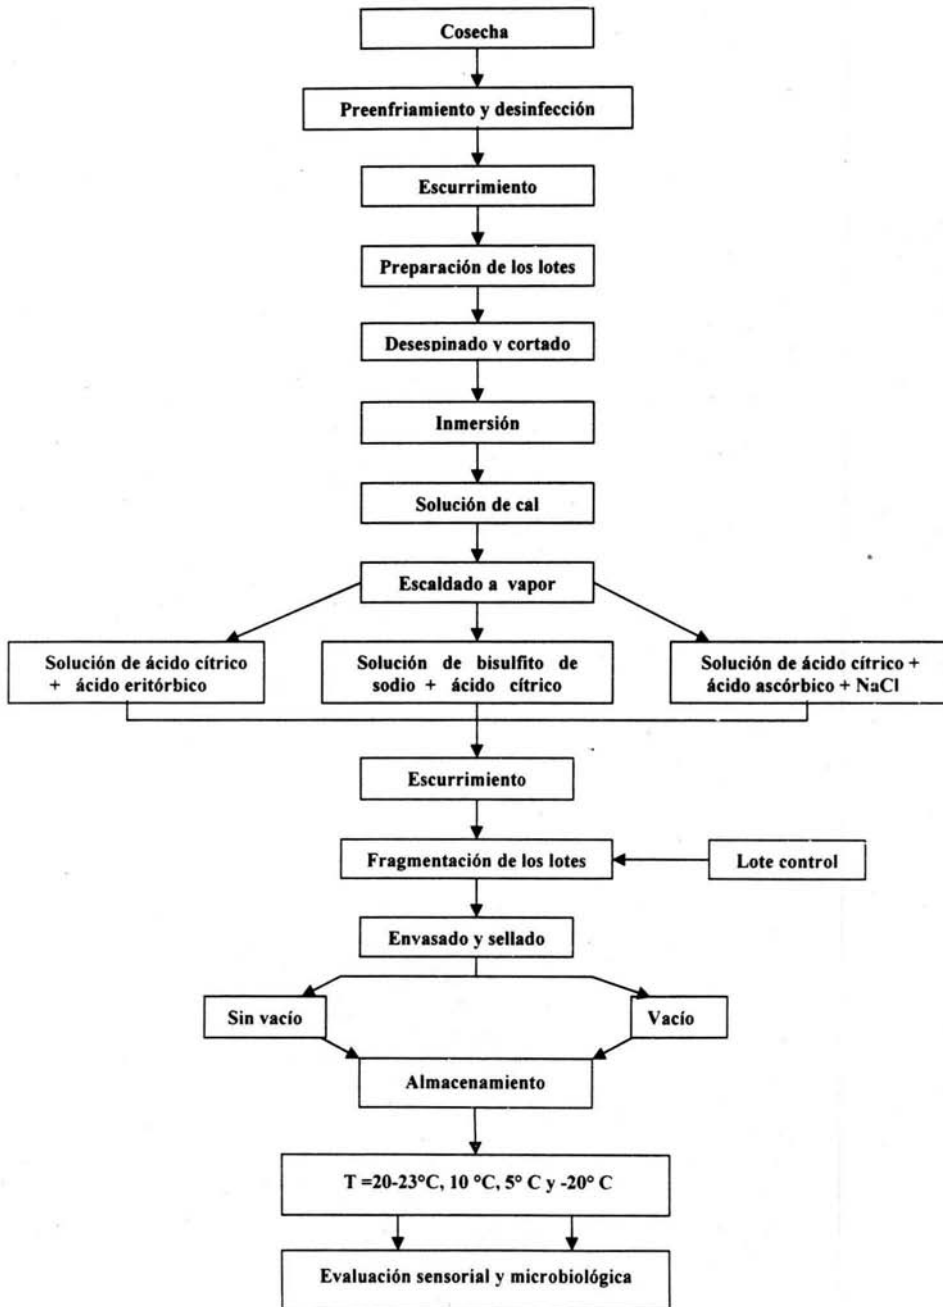 Cosecha
Preenfriamiento y desinfección
Escurrimiento
Preparación de los lotes
Desespinado y cortado
Inmersión
Solución de cal
Escaldado a vapor
Solución de ácido cítrico
+ ácido eritórbico
Solución de bisulfito de
sodio + ácido cítrico
Solución de ácido cítrico +
ácido ascórbico + NaCl
Escurrimiento
Fragmentación de los lotes
Lote control
Envasado y sellado
Sin vacío
Vacío
Almacenamiento
T =20-23°C, 10 °C, 5° C y -20° C
Evaluación sensorial y microbiológica